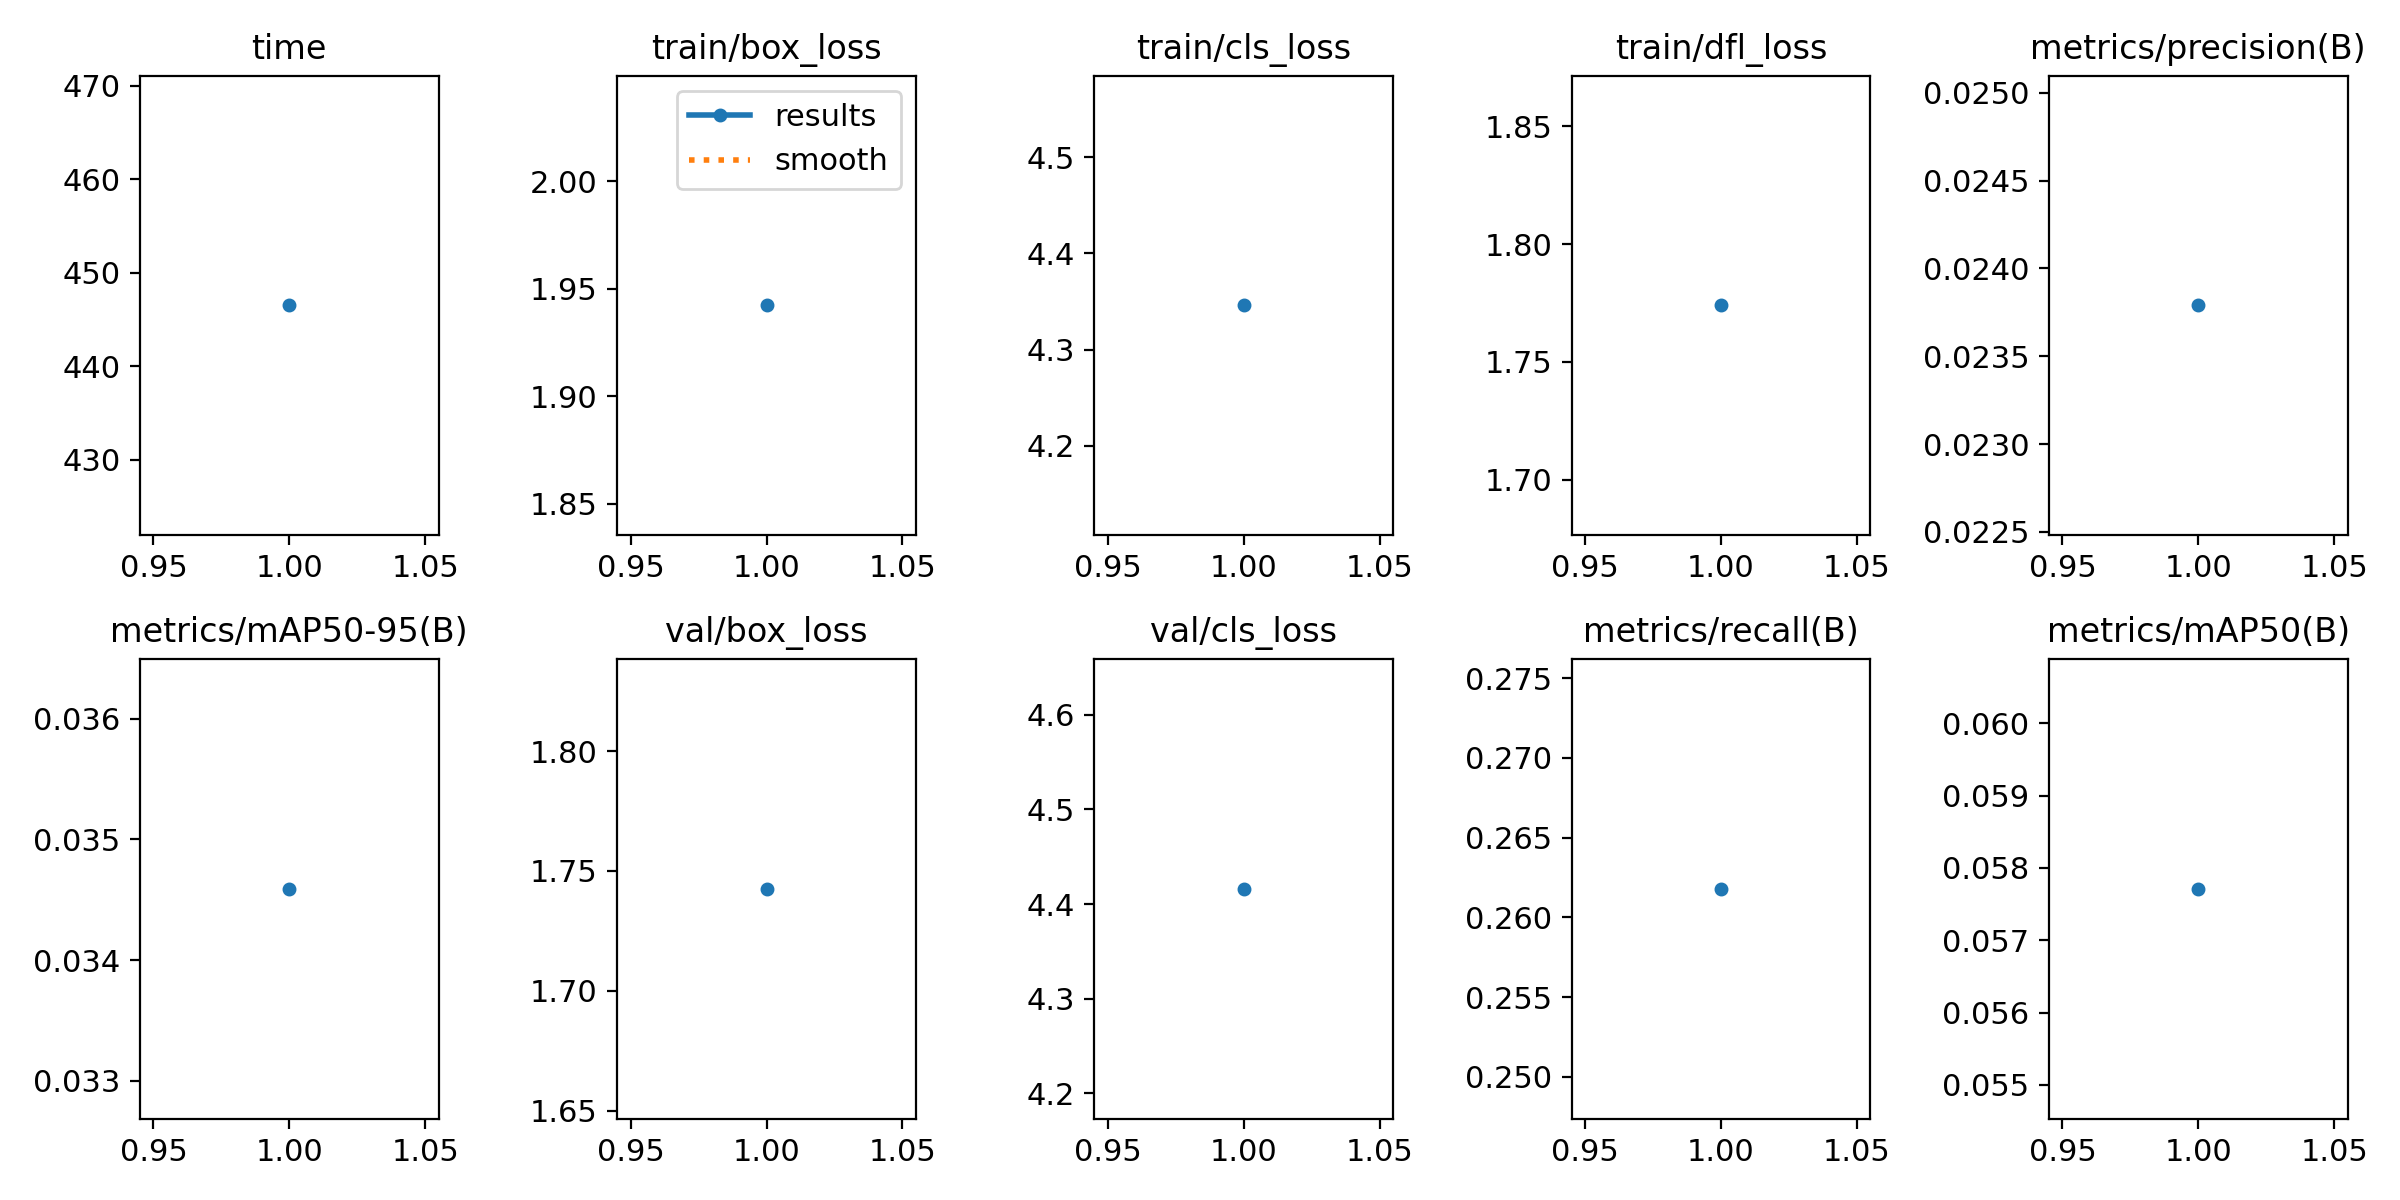 time
470
460
450
440
430
0.95 1.00 1.05
train/box_loss
results
smooth
2.00
1.95
1.90
1.85
0.95 1.00 1.05
train/cls_loss
4.5
4.4
4.3
4.2
0.95 1.00 1.05
train/dfl_loss
1.85
1.80
1.75
1.70
0.95 1.00 1.05
metrics/precision(B)
0.0250
0.0245
0.0240
0.0235
0.0230
0.0225
0.95 1.00 1.05
metrics/mAP50-95(B)
0.036
0.035
0.034
0.033
0.95 1.00 1.05
val/box_loss
1.80
1.75
1.70
1.65
0.95 1.00 1.05
val/cls_loss
4.6
4.5
4.4
4.3
4.2
0.95 1.00 1.05
metrics/recall(B)
0.275
0.270
0.265
0.260
0.255
0.250
0.95 1.00 1.05
metrics/mAP50(B)
0.060
0.059
0.058
0.057
0.056
0.055
0.95 1.00 1.05